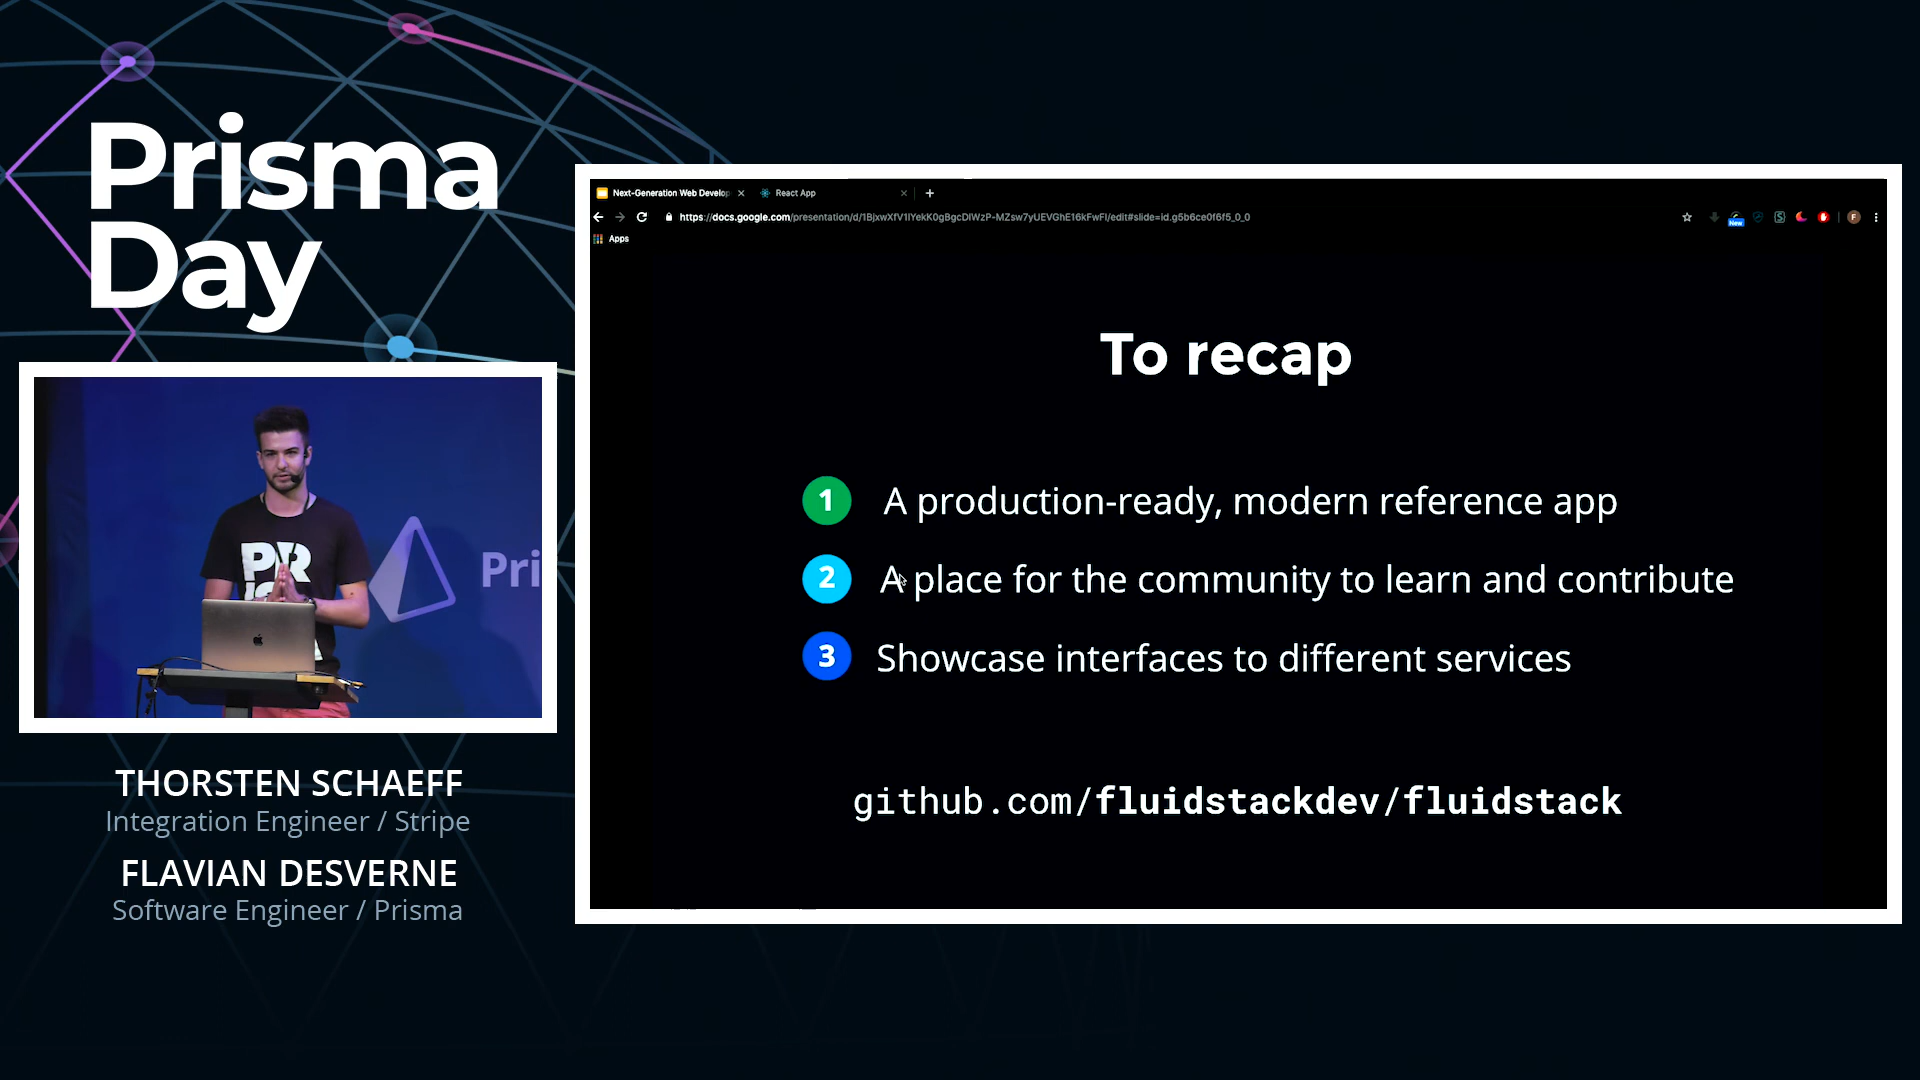 Prisma
Day
Next-Generation Web Develop
React App
https://docs.google.com/presentation/d/1BjxwXfV1IYekK0gBgcDIWzP-MZsw7yUEVGhE16kFwFI/edit#slide=id.g5b6ce0f6f5_0_0
New
F
Apps
To recap
1 A production-ready, modern reference app
2 A place for the community to learn and contribute
3 Showcase interfaces to different services
github.com/fluidstackdev/fluidstack
PR
Pri
THORSTEN SCHAEFF
Integration Engineer / Stripe
FLAVIAN DESVERNE
Software Engineer / Prisma